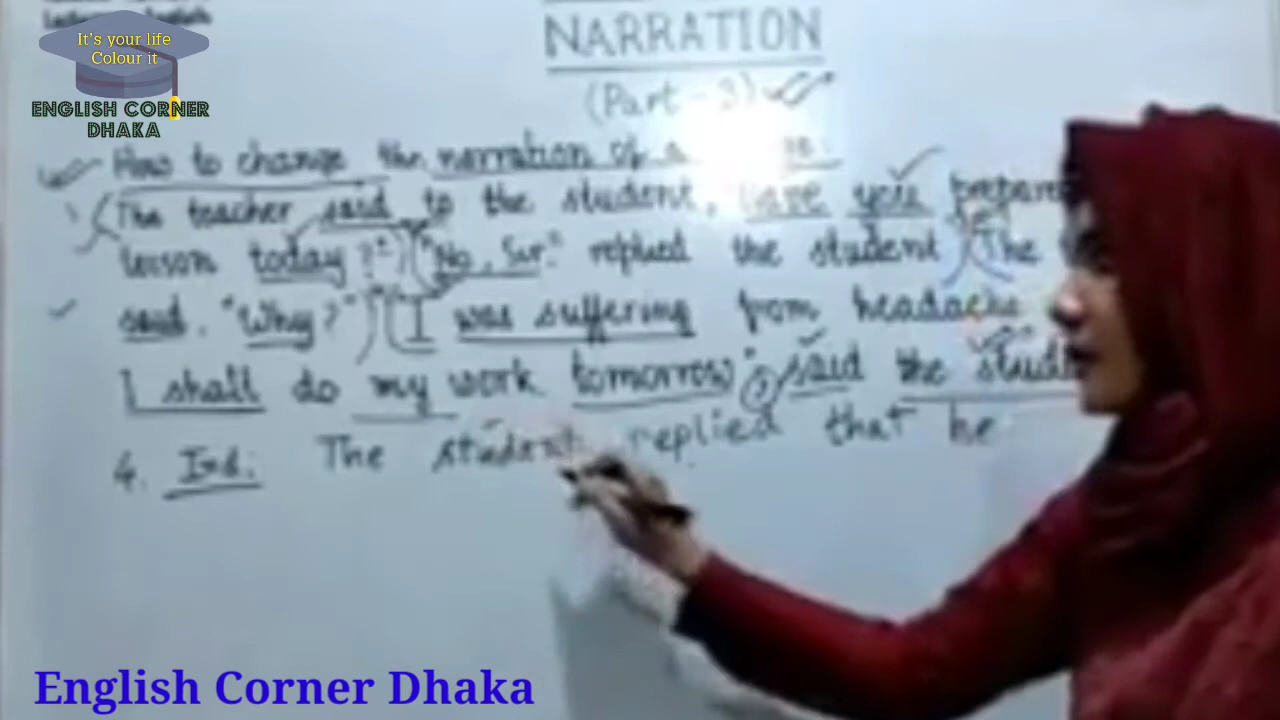 It's your life
Colour it
ENGLISH CORNER
DHAKA
NARRATION
(Part - 3)
How to change the narration of a
The teacher said to the student, "Have you
lesson today?" "No, Sir." replied the student. The
said. "Why?" "I was suffering from headache
I shall do my work tomorrow", said the
4. Ind: The student replied that he
English Corner Dhaka